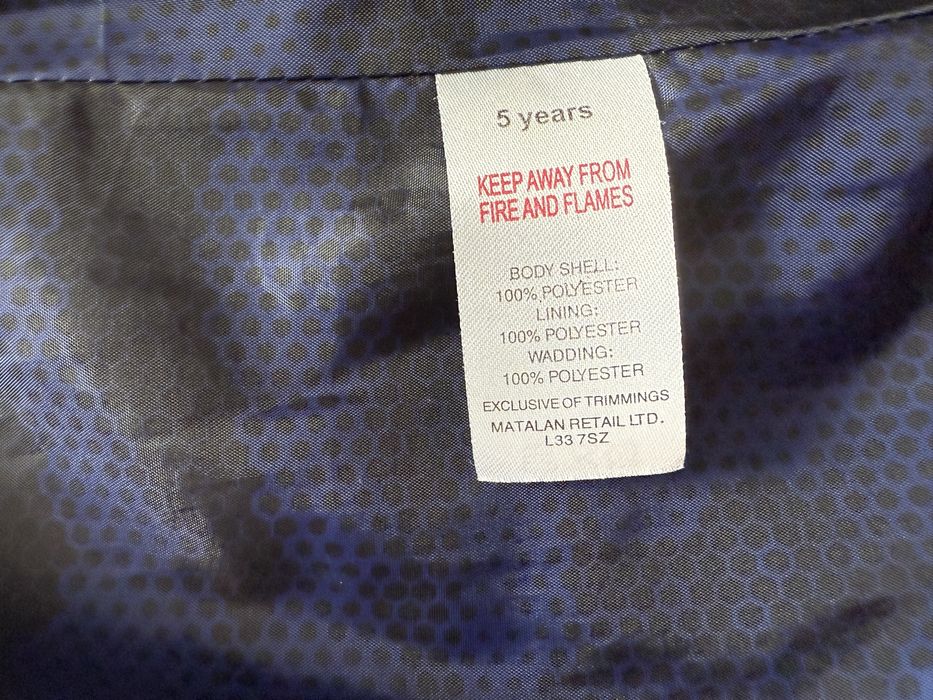 5 years
KEEP AWAY FROM
FIRE AND FLAMES
BODY SHELL:
100% POLYESTER
LINING:
100% POLYESTER
WADDING:
100% POLYESTER
EXCLUSIVE OF TRIMMINGS
MATALAN RETAIL LTD.
L33 7SZ